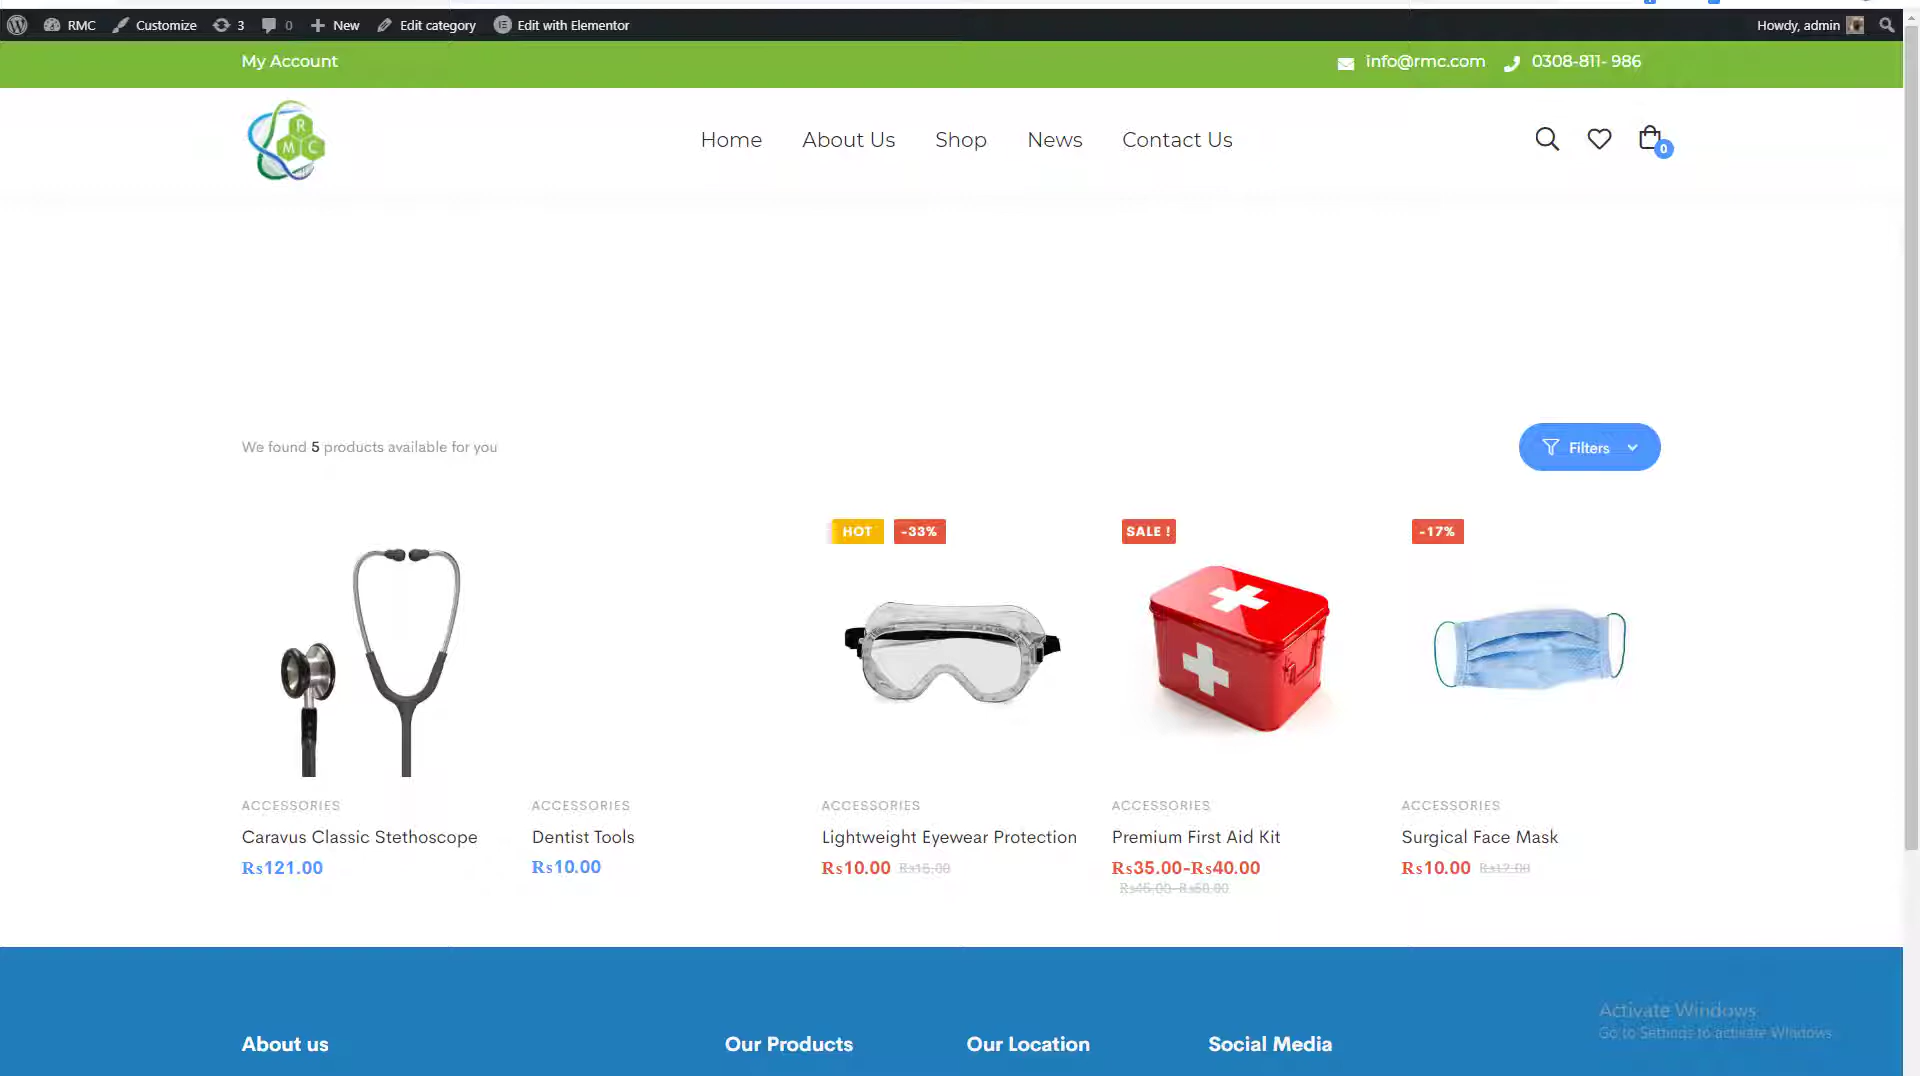 RMC Customize 3 0 New Edit category Edit with Elementor Howdy, admin
My Account info@rmc.com 0308-811- 986
R
M C
Home About Us Shop News Contact Us
0
We found 5 products available for you
Filters
HOT -33% SALE ! -17%
ACCESSORIES ACCESSORIES ACCESSORIES ACCESSORIES ACCESSORIES
Caravus Classic Stethoscope Dentist Tools Lightweight Eyewear Protection Premium First Aid Kit Surgical Face Mask
₨121.00 ₨10.00 ₨10.00 ₨15.00 ₨35.00–₨40.00 ₨10.00 ₨12.00
Activate Windows
Go to Settings to activate Windows.
About us Our Products Our Location Social Media